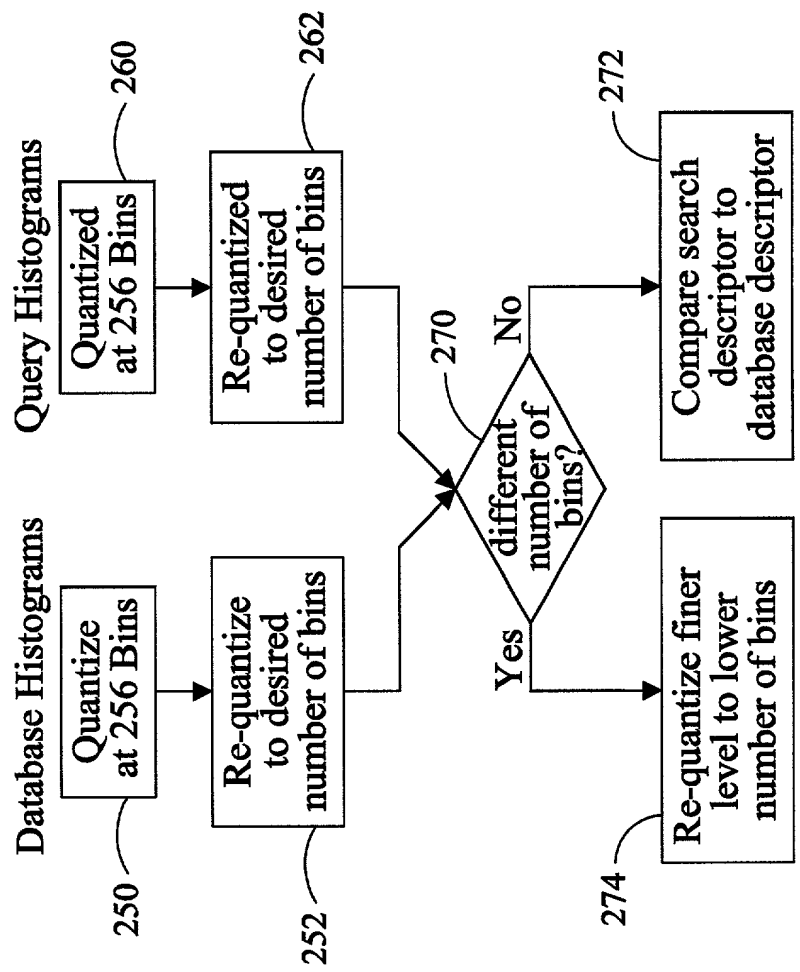 Database Histograms
Query Histograms
250
Quantize
at 256 Bins
260
Quantized
at 256 Bins
252
Re-quantize
to desired
number of bins
262
Re-quantized
to desired
number of bins
270
different
number of
bins?
Yes
No
274
Re-quantize finer
level to lower
number of bins
272
Compare search
descriptor to
database descriptor